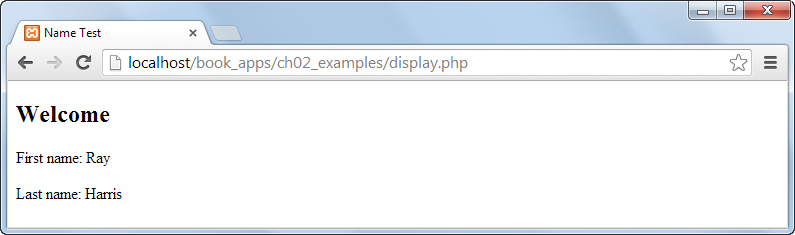 Name Test
localhost/book_apps/ch02_examples/display.php
Welcome
First name: Ray
Last name: Harris